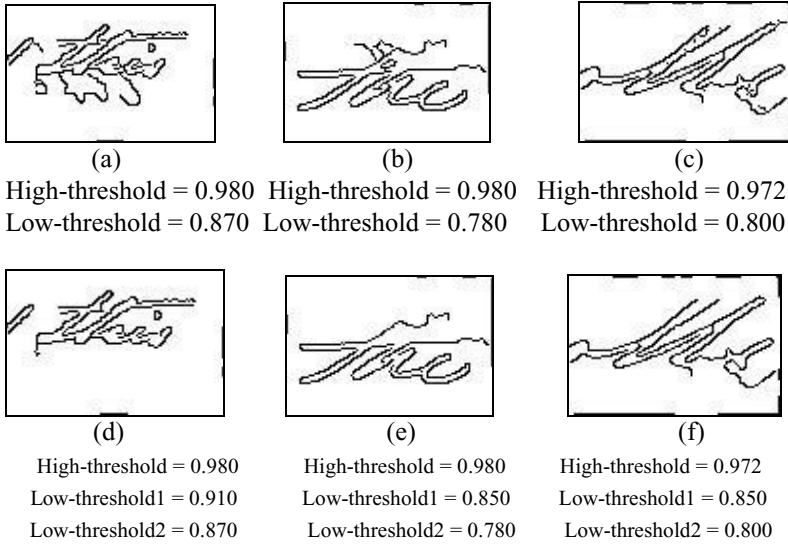 (a) (b) (c)
High-threshold = 0.980 High-threshold = 0.980 High-threshold = 0.972
Low-threshold = 0.870 Low-threshold = 0.780 Low-threshold = 0.800
(d) (e) (f)
High-threshold = 0.980 High-threshold = 0.980 High-threshold = 0.972
Low-threshold1 = 0.910 Low-threshold1 = 0.850 Low-threshold1 = 0.850
Low-threshold2 = 0.870 Low-threshold2 = 0.780 Low-threshold2 = 0.800